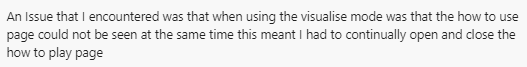 An Issue that I encountered was that when using the visualise mode was that the how to use
page could not be seen at the same time this meant I had to continually open and close the
how to play page